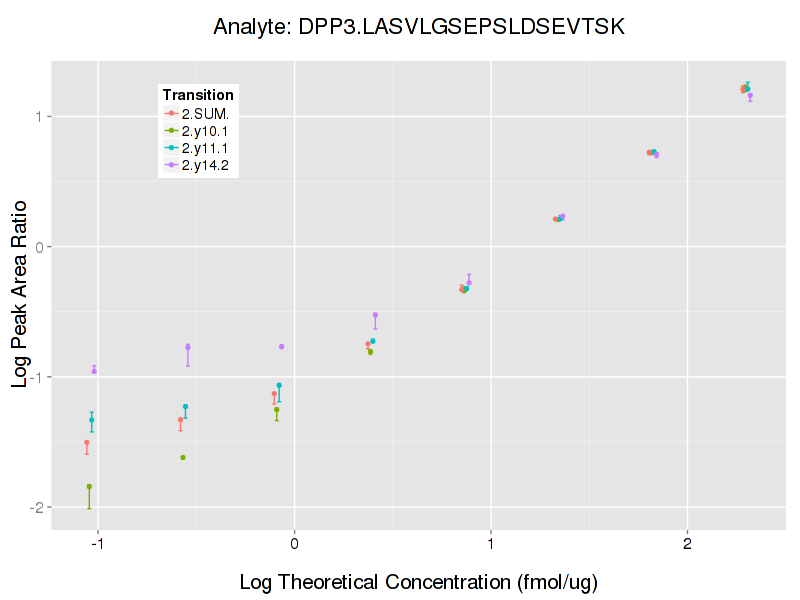 Analyte: DPP3.LASVLGSEPSLDSEVTSK
Transition
2.SUM.
2.y10.1
2.y11.1
2.y14.2
Log Peak Area Ratio
1
0
-1
-2
-1
0
1
2
Log Theoretical Concentration (fmol/ug)